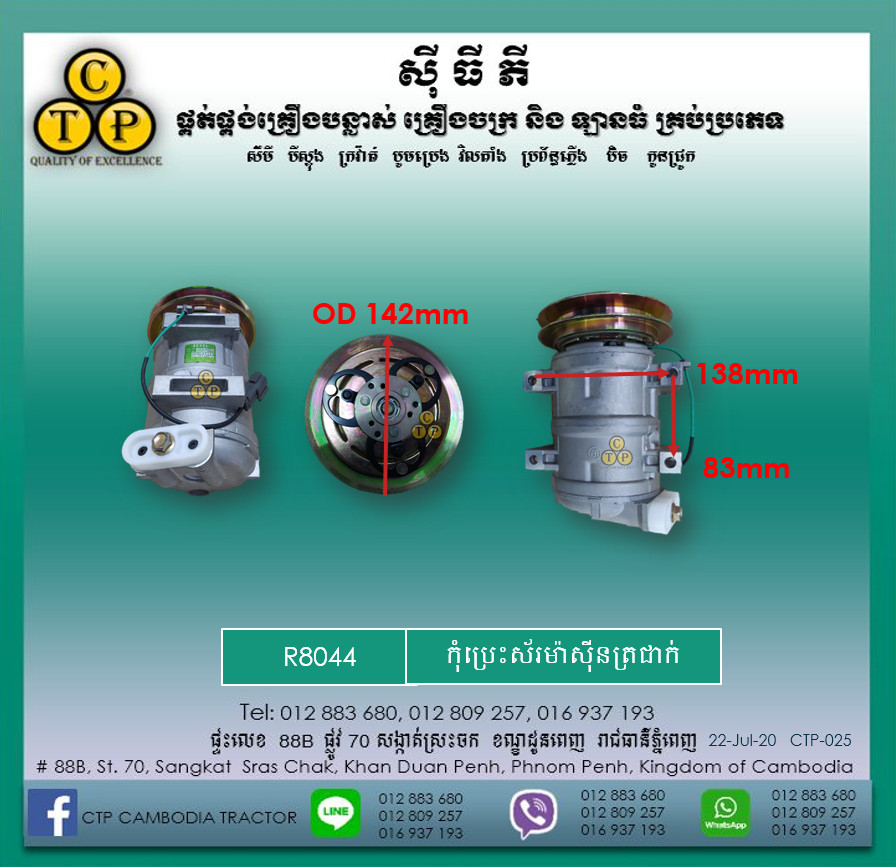 ស៊ី ធី ភី
ផ្គត់ផ្គង់គ្រឿងបន្លាស់ គ្រឿងចក្រ និង ឡានធំ គ្រប់ប្រភេទ
ស៊ីមី ប៊ីស្តុង ក្រវ៉ាត់ បូមប្រេង វិលតាំង ប្រព័ន្ធភ្លើង ប៊ិច កូនជ្រូក
C
T P
QUALITY OF EXCELLENCE
OD 142mm
138mm
83mm
R8044 កុំប្រេះស័រម៉ាស៊ីនត្រជាក់
Tel: 012 883 680, 012 809 257, 016 937 193
ផ្ទះលេខ 88B ផ្លូវ 70 សង្កាត់ស្រះចក ខណ្ឌដូនពេញ រាជធានីភ្នំពេញ 22-Jul-20 CTP-025
# 88B, St. 70, Sangkat Sras Chak, Khan Duan Penh, Phnom Penh, Kingdom of Cambodia
CTP CAMBODIA TRACTOR
LINE
012 883 680
012 809 257
016 937 193
012 883 680
012 809 257
016 937 193
WhatsApp
012 883 680
012 809 257
016 937 193